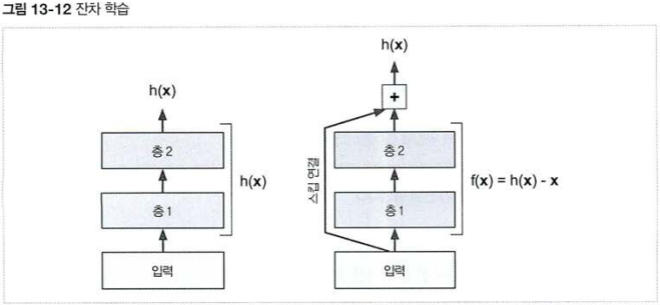 그림 13-12 잔차 학습
h(x)
층 2
층 1
입력
h(x)
h(x)
+
층 2
층 1
입력
스킵 연결
f(x) = h(x) - x